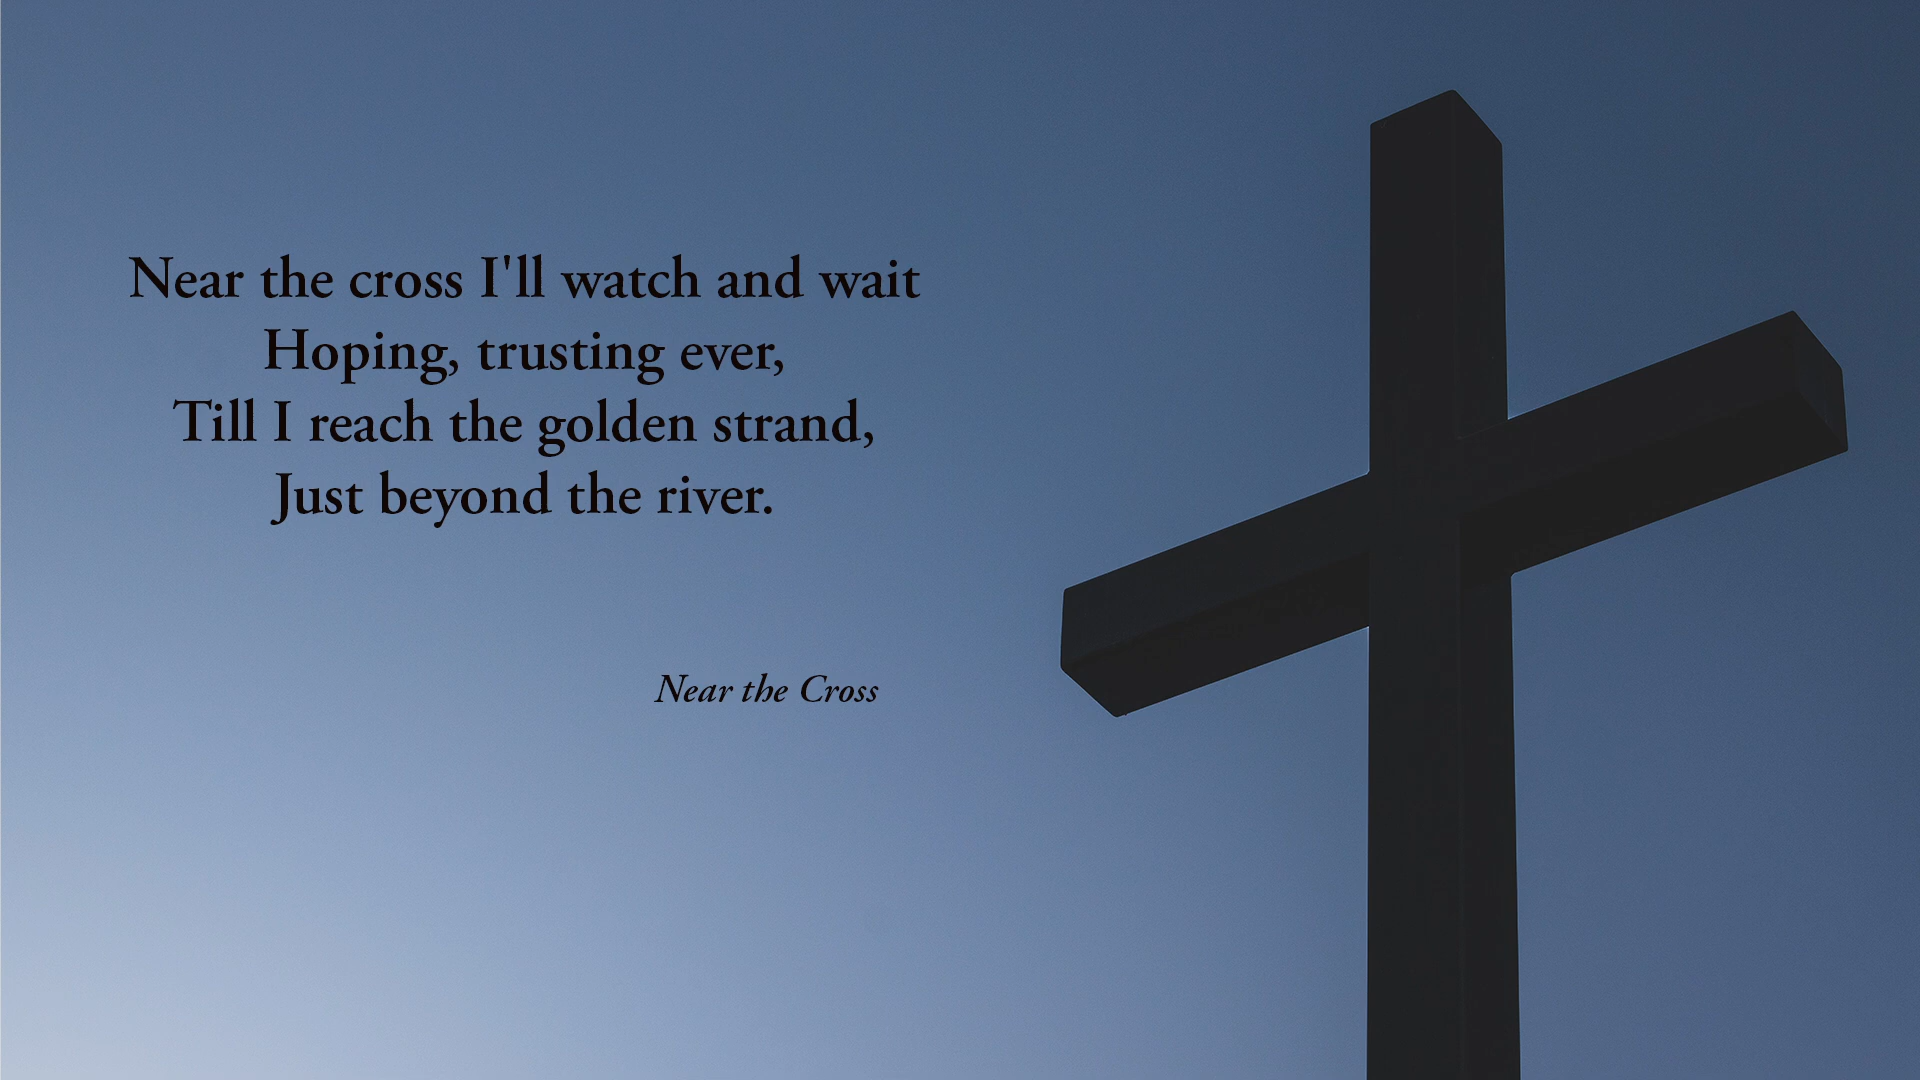 Near the cross I'll watch and wait
Hoping, trusting ever,
Till I reach the golden strand,
Just beyond the river.
Near the Cross